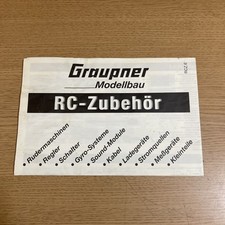 Graupner
Modellbau
RC-Zubehör
• Rudermaschinen
• Regler
• Schalter
• Gyro-Systeme
• Sound-Module
• Kabel
• Ladegeräte
• Stromquellen
• Meßgeräte
• Kleinteile